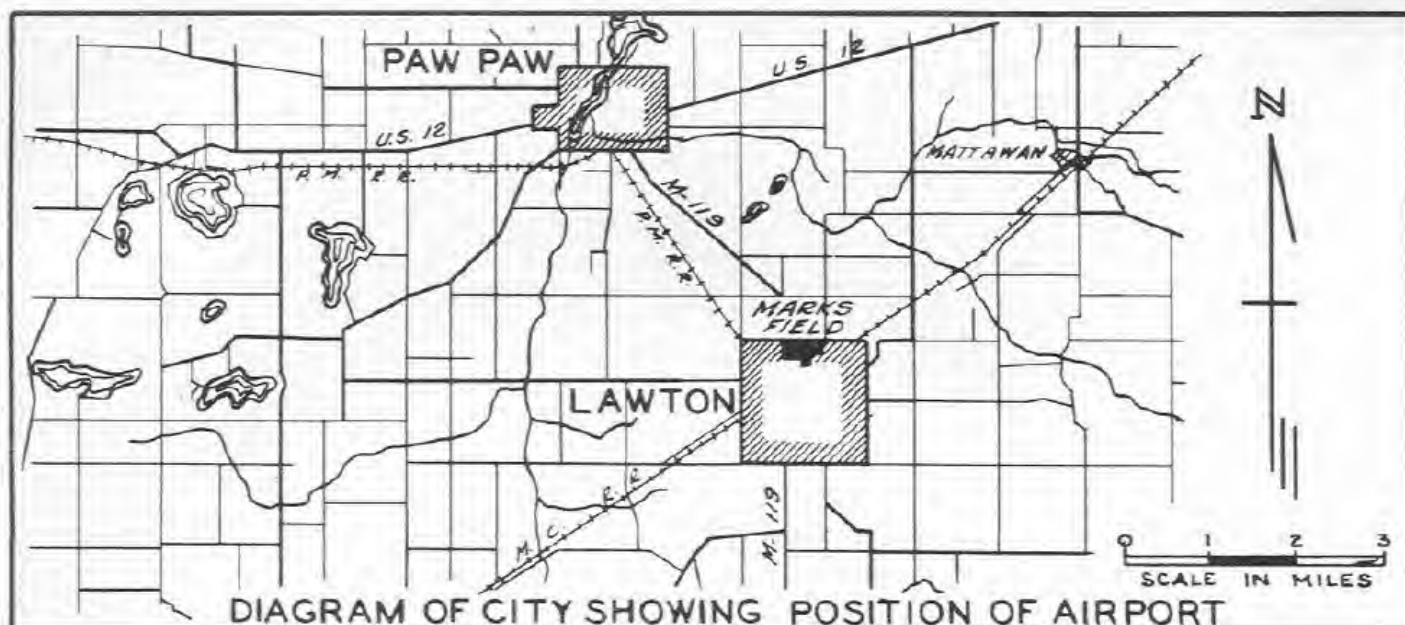 PAW PAW
U.S. 12
N
U.S. 12
MATTAWAN
P. M. R. R.
M-119
P.M. R.R.
MARKS
FIELD
LAWTON
M. C. R. R.
M-119
0 1 2 3
SCALE IN MILES
DIAGRAM OF CITY SHOWING POSITION OF AIRPORT